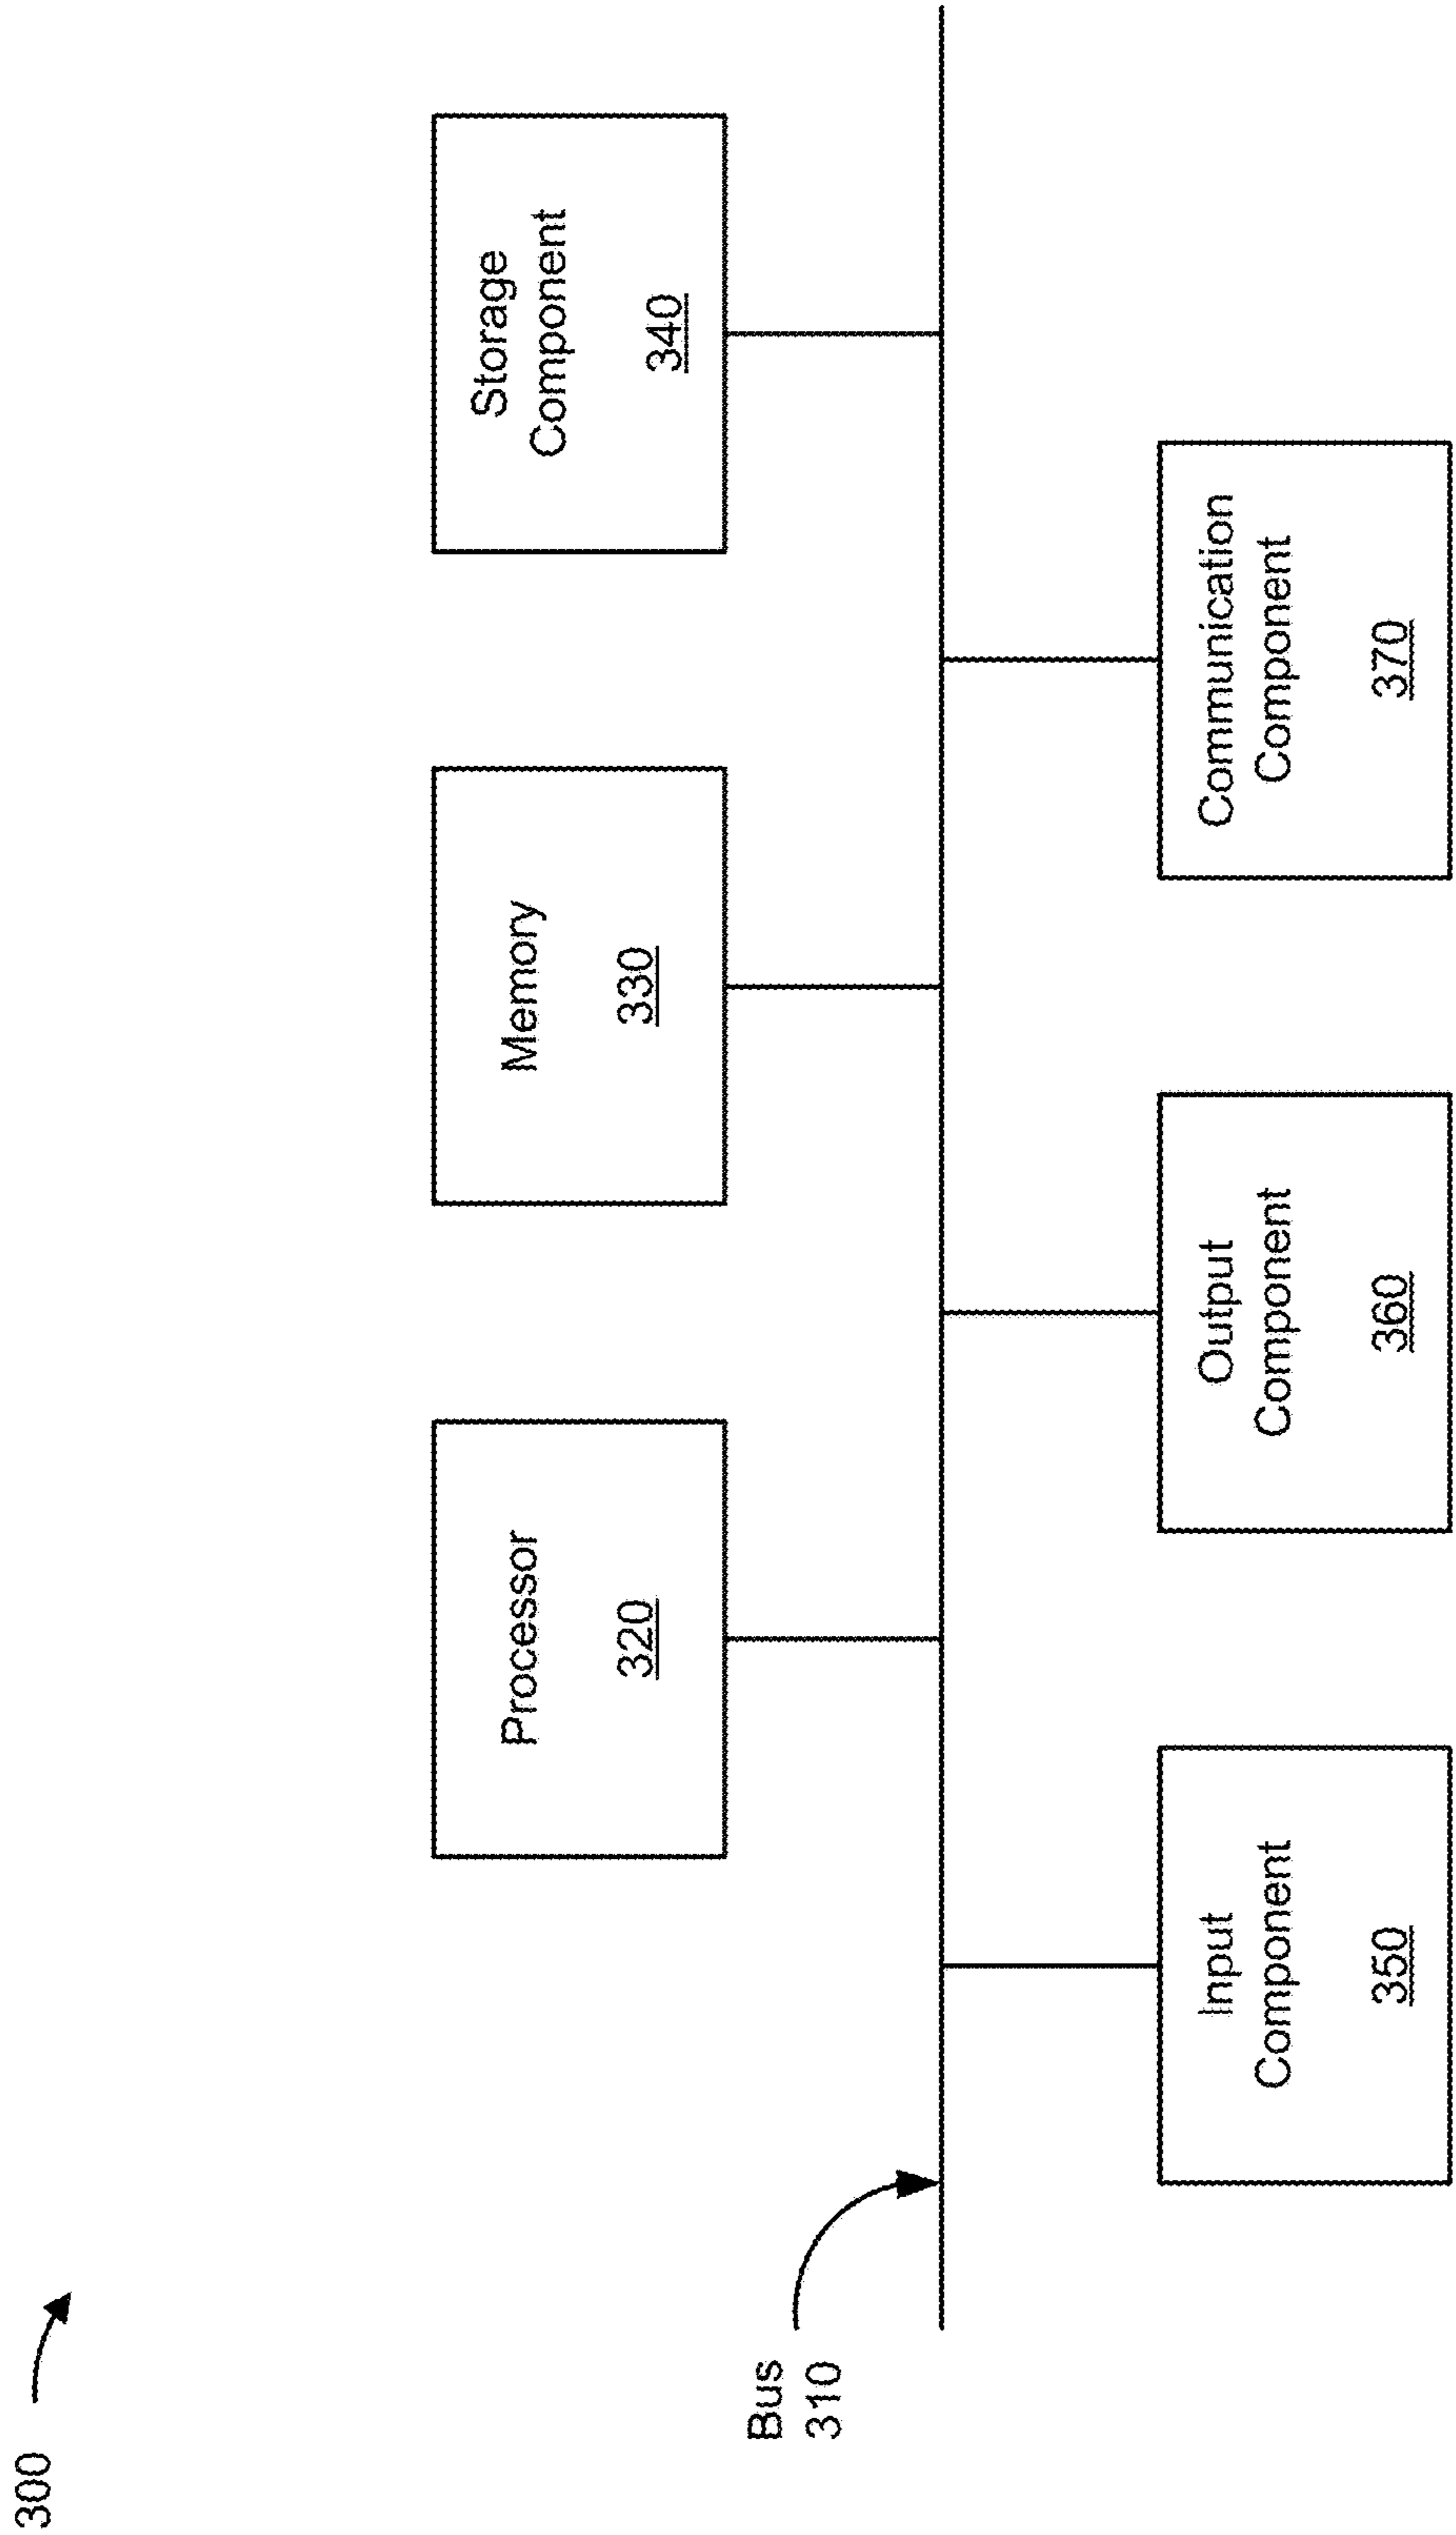 300
Processor
320
Memory
330
Storage
Component
340
Bus
310
Input
Component
350
Output
Component
360
Communication
Component
370